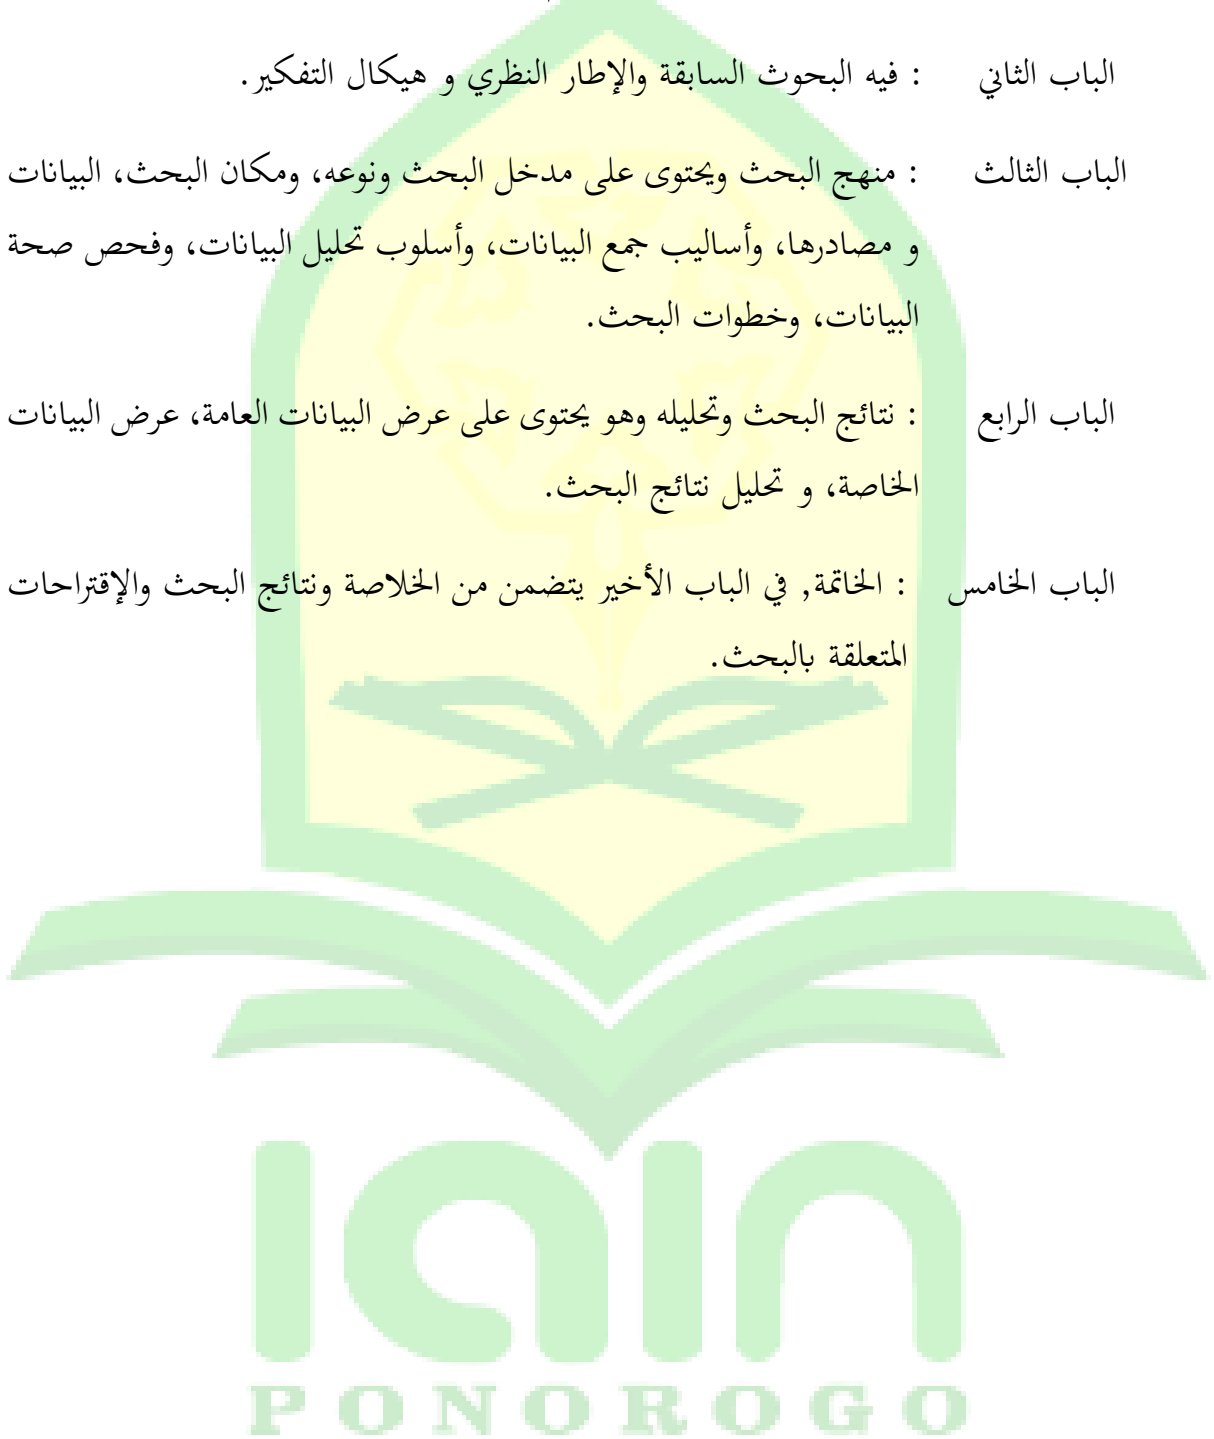 الباب الثاني : فيه البحوث السابقة والإطار النظري و هيكال التفكير.
الباب الثالث : منهج البحث ويحتوى على مدخل البحث ونوعه، ومكان البحث، البيانات
و مصادرها، وأساليب جمع البيانات، وأسلوب تحليل البيانات، وفحص صحة
البيانات، وخطوات البحث.
الباب الرابع : نتائج البحث وتحليله وهو يحتوى على عرض البيانات العامة، عرض البيانات
الخاصة، و تحليل نتائج البحث.
الباب الخامس : الخاتمة, في الباب الأخير يتضمن من الخلاصة ونتائج البحث والإقتراحات
المتعلقة بالبحث.
iain
PONOROGO